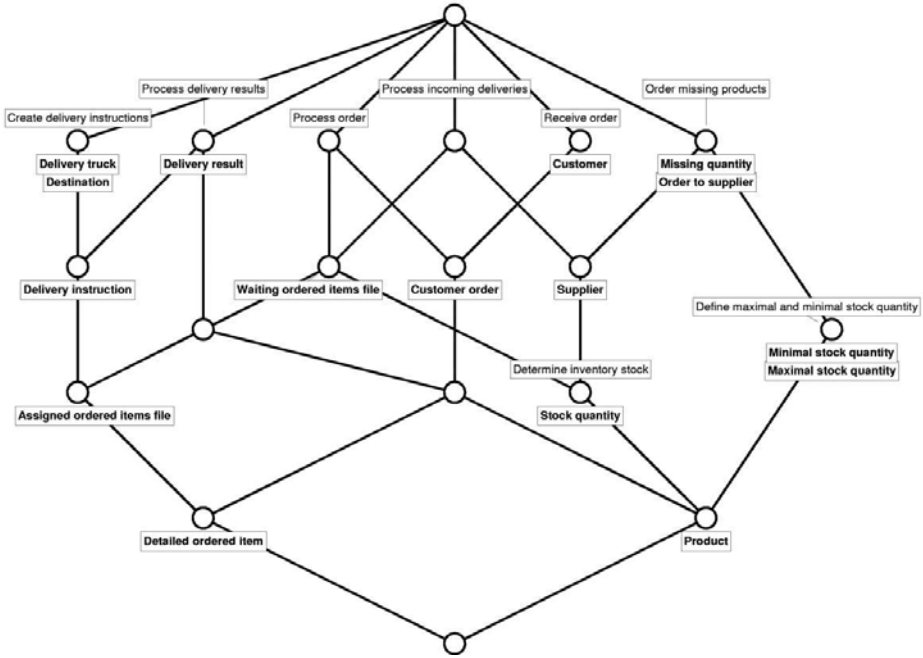 Process delivery results
Process incoming deliveries
Order missing products
Create delivery instructions
Process order
Receive order
Delivery truck
Destination
Delivery result
Customer
Missing quantity
Order to supplier
Delivery instruction
Waiting ordered items file
Customer order
Supplier
Define maximal and minimal stock quantity
Minimal stock quantity
Maximal stock quantity
Determine inventory stock
Assigned ordered items file
Stock quantity
Detailed ordered item
Product